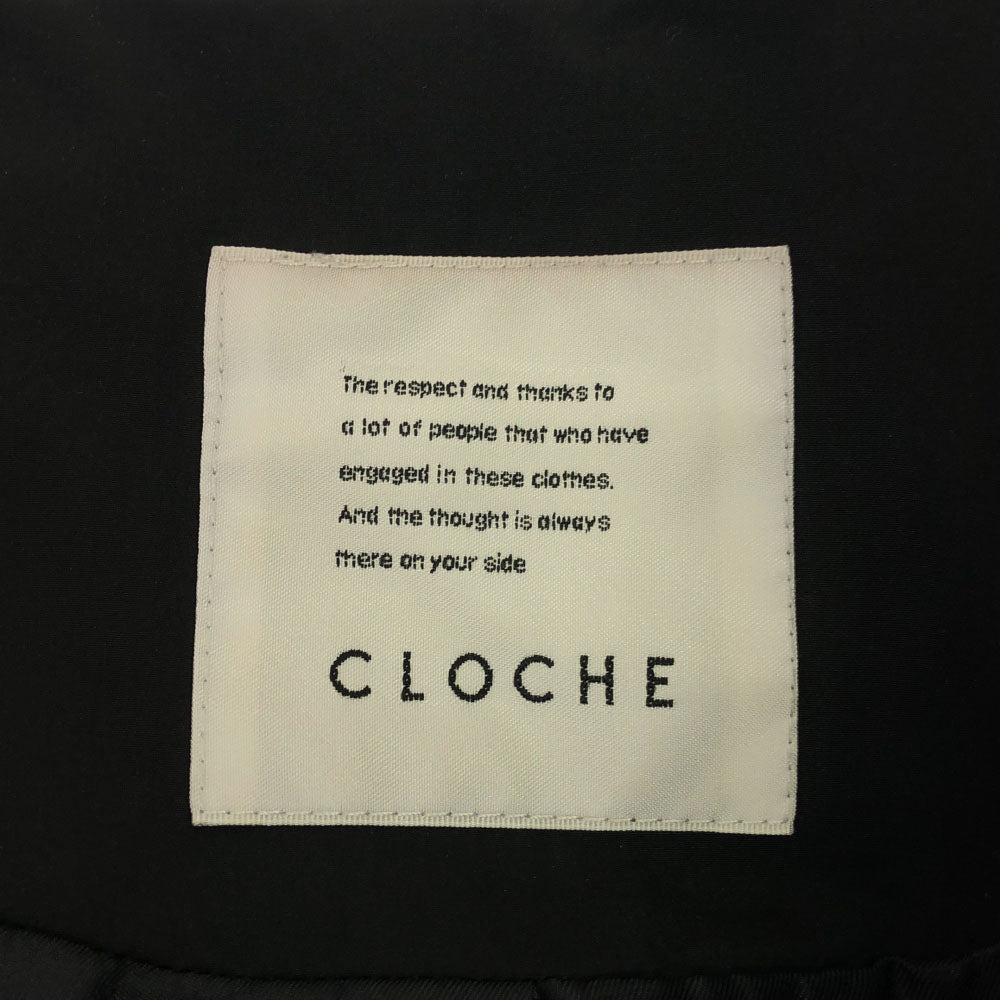 The respect and thanks to
a lot of people that who have
engaged in these clothes.
And the thought is always
there on your side
CLOCHE